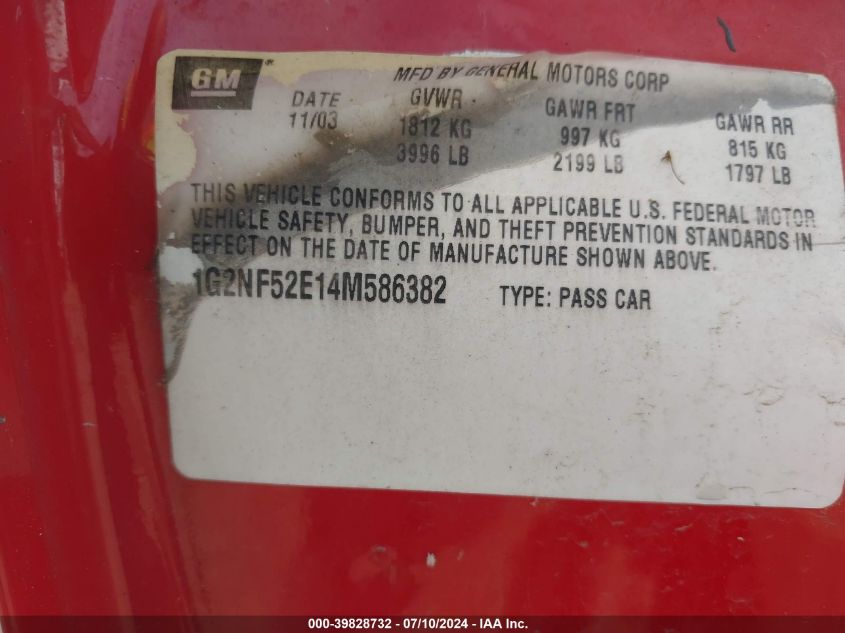 GM ®
MFD BY GENERAL MOTORS CORP
DATE GVWR GAWR FRT GAWR RR
11/03 1812 KG 997 KG 815 KG
3996 LB 2199 LB 1797 LB
THIS VEHICLE CONFORMS TO ALL APPLICABLE U.S. FEDERAL MOTOR
VEHICLE SAFETY, BUMPER, AND THEFT PREVENTION STANDARDS IN
EFFECT ON THE DATE OF MANUFACTURE SHOWN ABOVE.
1G2NF52E14M586382 TYPE: PASS CAR
000-39828732 - 07/10/2024 - IAA Inc.